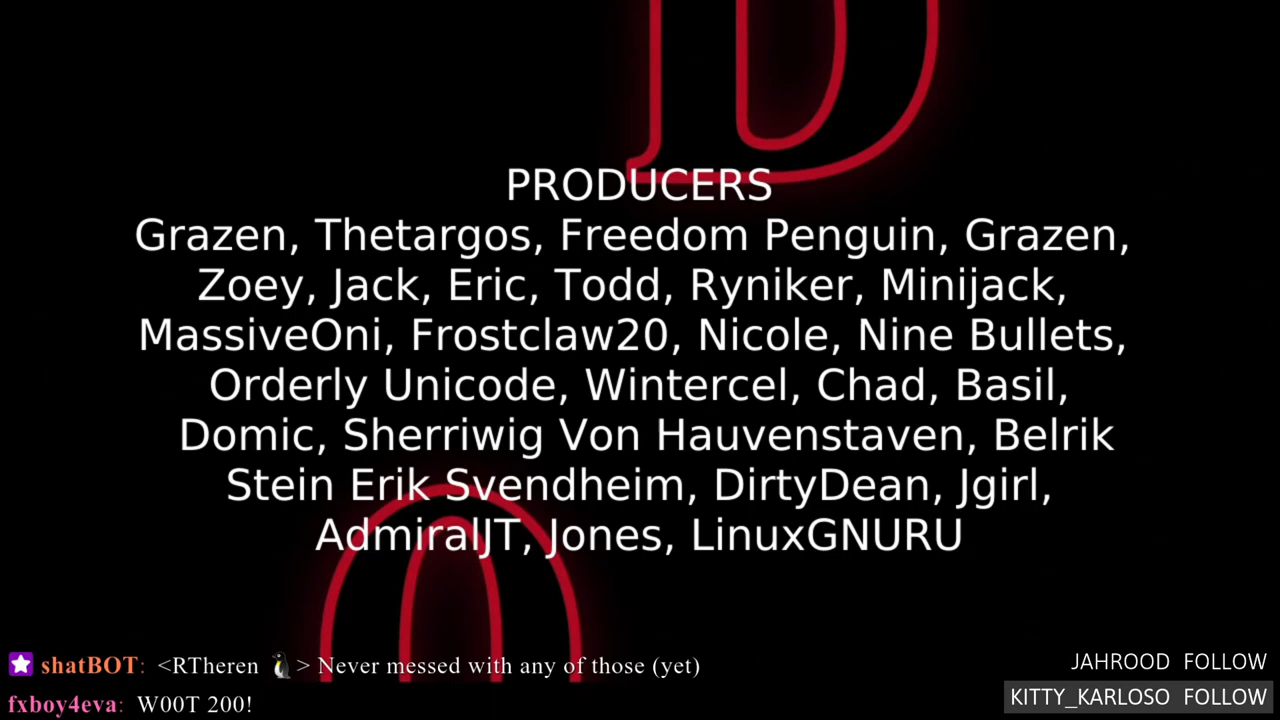 D
PRODUCERS
Grazen, Thetargos, Freedom Penguin, Grazen,
Zoey, Jack, Eric, Todd, Ryniker, Minijack,
MassiveOni, Frostclaw20, Nicole, Nine Bullets,
Orderly Unicode, Wintercel, Chad, Basil,
Domic, Sherriwig Von Hauvenstaven, Belrik
Stein Erik Svendheim, DirtyDean, Jgirl,
AdmiralJT, Jones, LinuxGNURU
shatBOT: <RTheren 🐧> Never messed with any of those (yet)
fxboy4eva: W00T 200!
JAHROOD FOLLOW
KITTY_KARLOSO FOLLOW